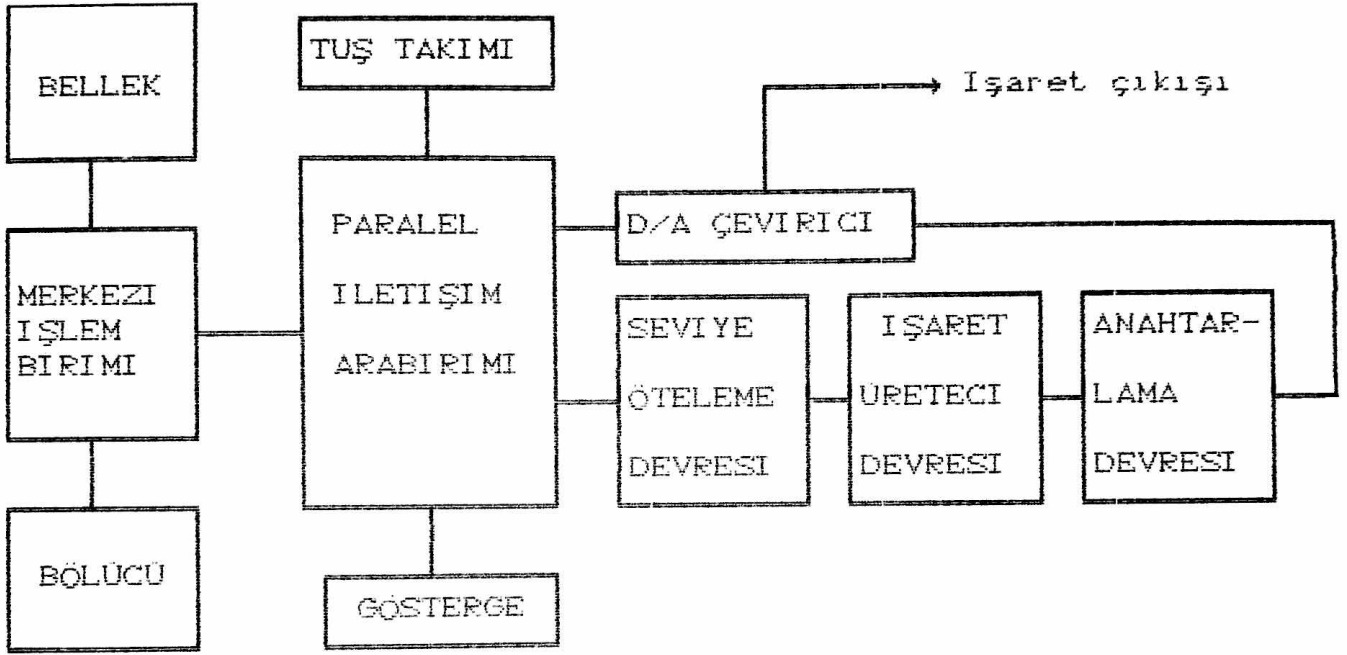 BELLEK
TUŞ TAKIMI
Işaret çıkışı
D/A ÇEVIRICI
PARALEL
ILETIŞIM
ARABIRIMI
MERKEZI
IŞLEM
BIRIMI
SEVIYE
ÖTELEME
DEVRESI
IŞARET
ÜRETECI
DEVRESI
ANAHTAR-
LAMA
DEVRESI
BÖLÜCÜ
GÖSTERGE